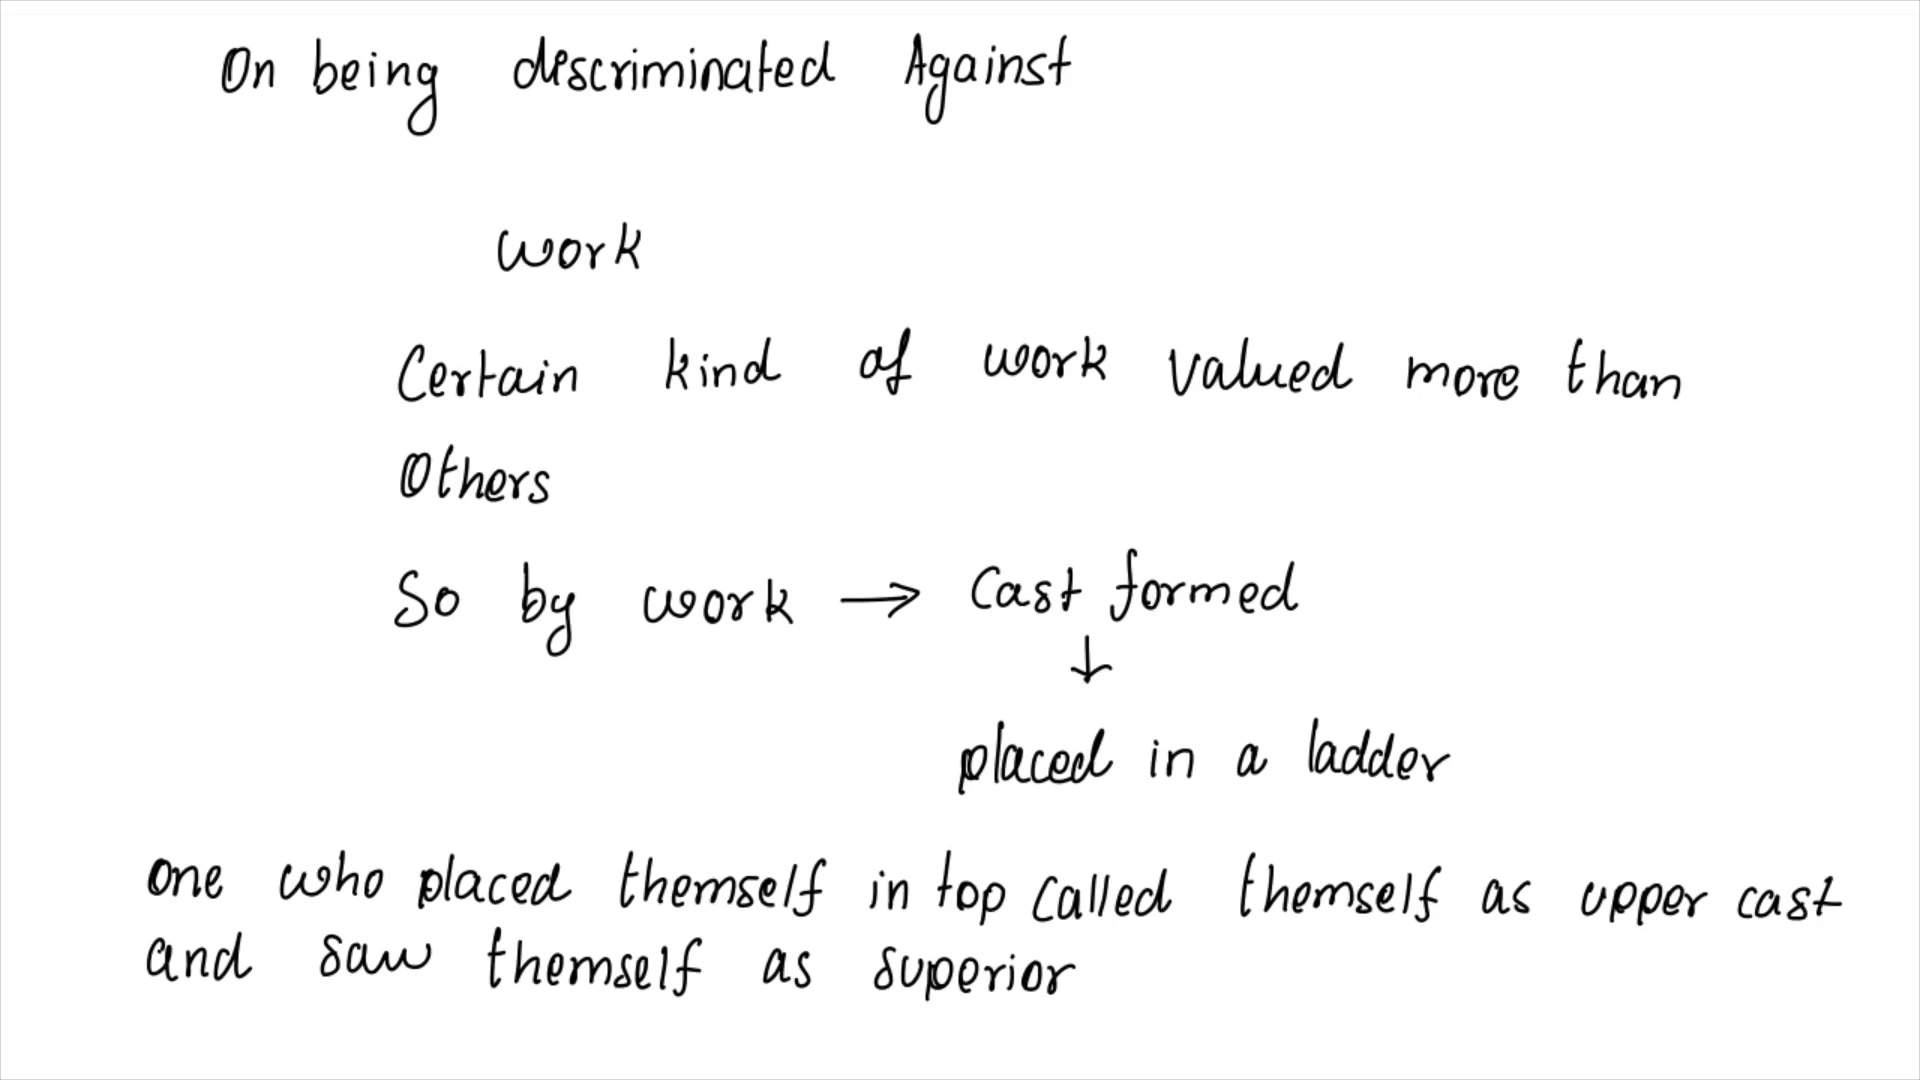 On being discriminated Against
work
Certain kind of work valued more than
Others
So by work → Cast formed
↓
placed in a ladder
one who placed themself in top called themself as upper cast
and saw themself as superior